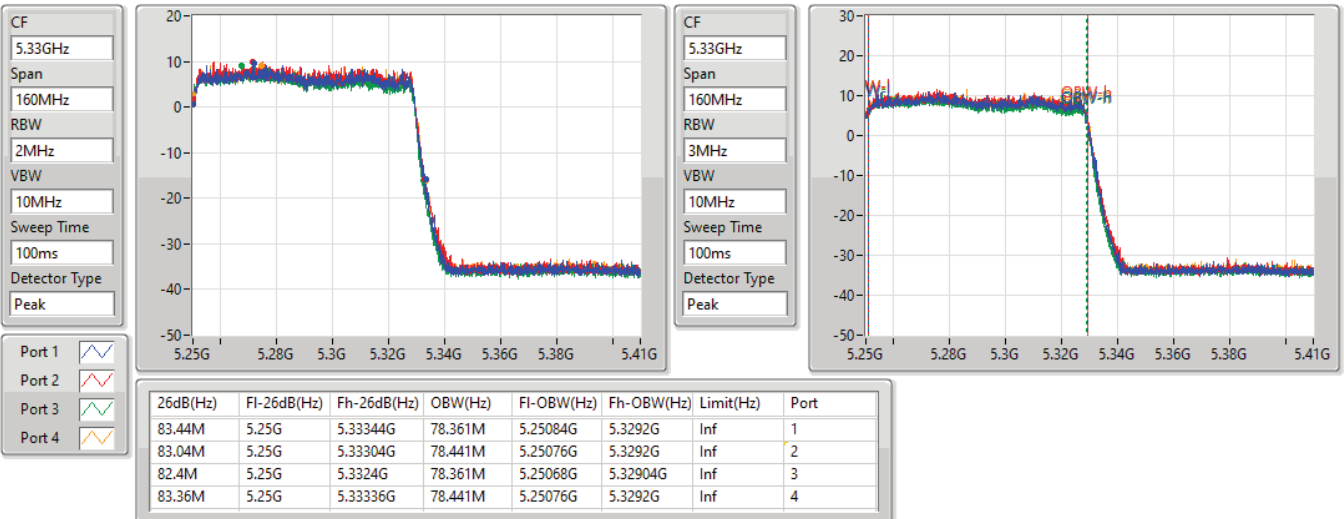 CF
5.33GHz
Span
160MHz
RBW
2MHz
VBW
10MHz
Sweep Time
100ms
Detector Type
Peak
20
10
0
-10
-20
-30
-40
-50
5.25G 5.28G 5.3G 5.32G 5.34G 5.36G 5.38G 5.41G
CF
5.33GHz
Span
160MHz
RBW
3MHz
VBW
10MHz
Sweep Time
100ms
Detector Type
Peak
30
20
10
0
-10
-20
-30
-40
-50
OBW-h
5.25G 5.28G 5.3G 5.32G 5.34G 5.36G 5.38G 5.41G
Port 1
Port 2
Port 3
Port 4
26dB(Hz) Fl-26dB(Hz) Fh-26dB(Hz) OBW(Hz) Fl-OBW(Hz) Fh-OBW(Hz) Limit(Hz) Port
83.44M 5.25G 5.33344G 78.361M 5.25084G 5.3292G Inf 1
83.04M 5.25G 5.33304G 78.441M 5.25076G 5.3292G Inf 2
82.4M 5.25G 5.3324G 78.361M 5.25068G 5.32904G Inf 3
83.36M 5.25G 5.33336G 78.441M 5.25076G 5.3292G Inf 4